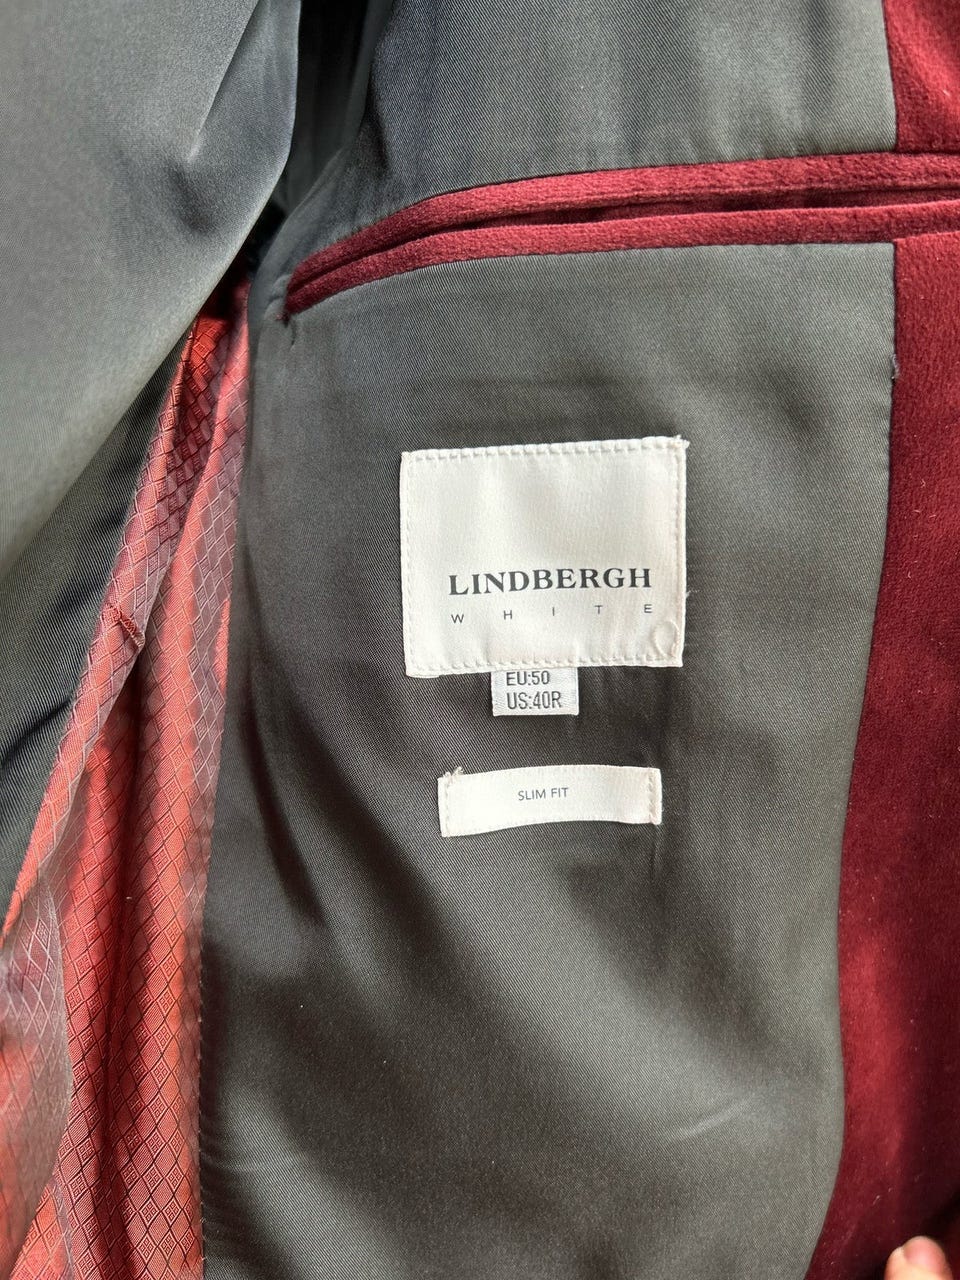 LINDBERGH
WHITE
EU:50
US:40R
SLIM FIT